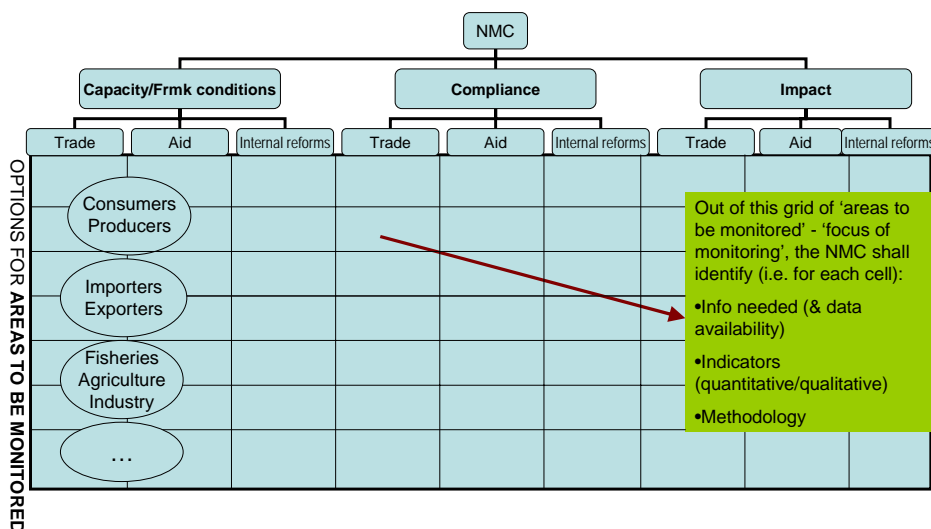 NMC
Capacity/Frmk conditions
Compliance
Impact
Trade
Aid
Internal reforms
Trade
Aid
Internal reforms
Trade
Aid
Internal reforms
OPTIONS FOR AREAS TO BE MONITORED
Consumers
Producers
Importers
Exporters
Fisheries
Agriculture
Industry
…
Out of this grid of ‘areas to
be monitored’ - ‘focus of
monitoring’, the NMC shall
identify (i.e. for each cell):
•Info needed (& data
availability)
•Indicators
(quantitative/qualitative)
•Methodology